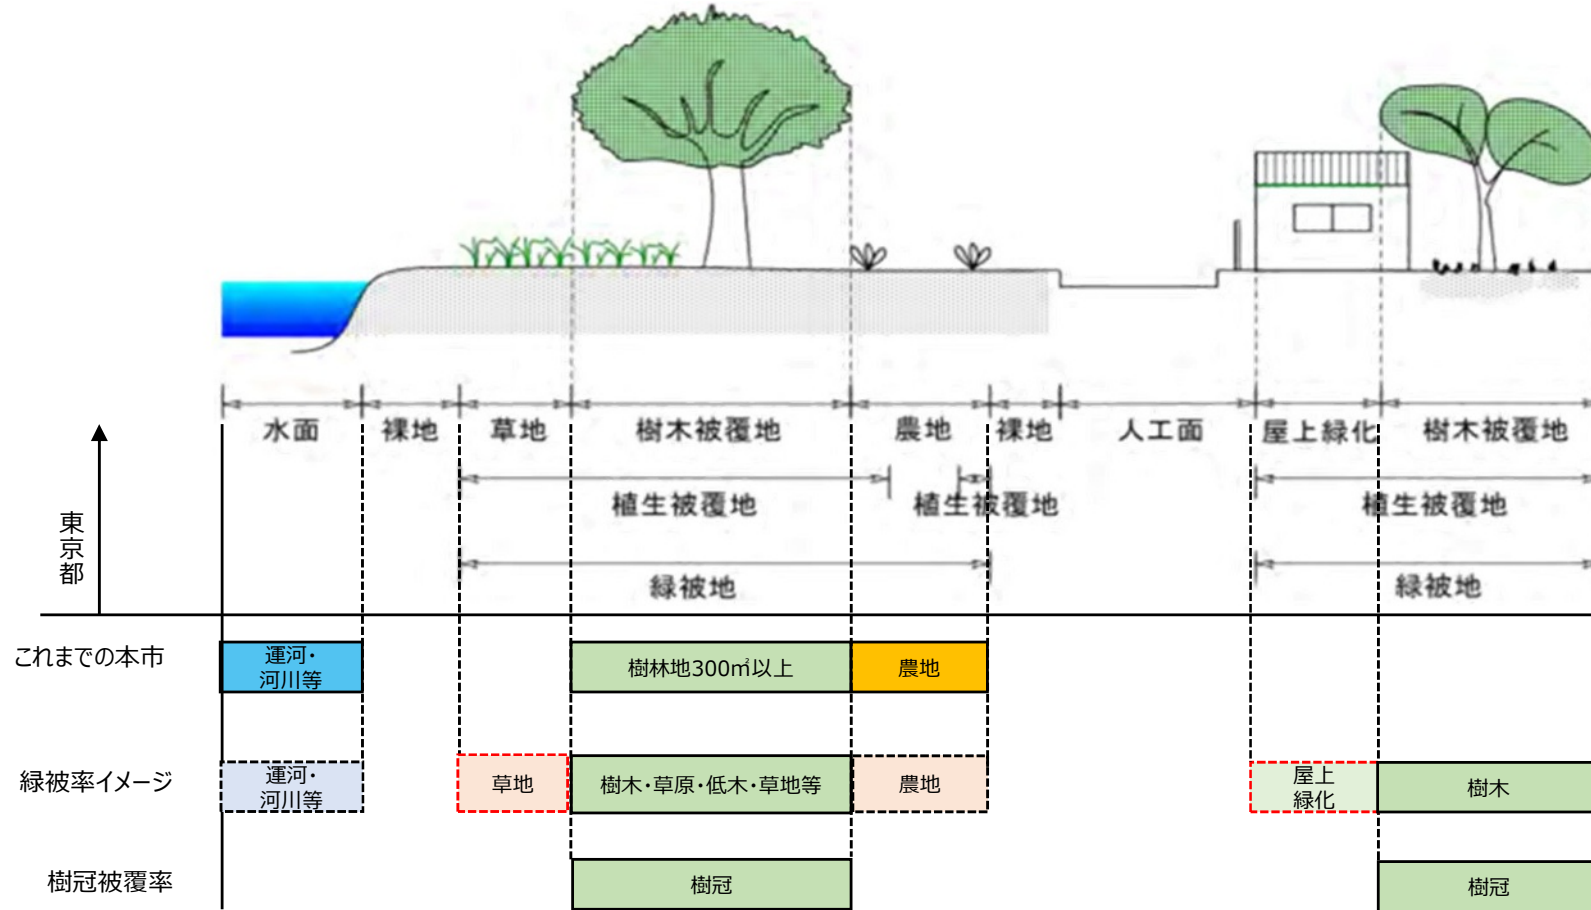 水面
裸地
草地
樹木被覆地
農地
裸地
人工面
屋上緑化
樹木被覆地
植生被覆地
植生被覆地
植生被覆地
東京都
緑被地
緑被地
これまでの本市
運河・
河川等
樹林地300㎡以上
農地
緑被率イメージ
運河・
河川等
草地
樹木・草原・低木・草地等
農地
屋上
緑化
樹木
樹冠被覆率
樹冠
樹冠